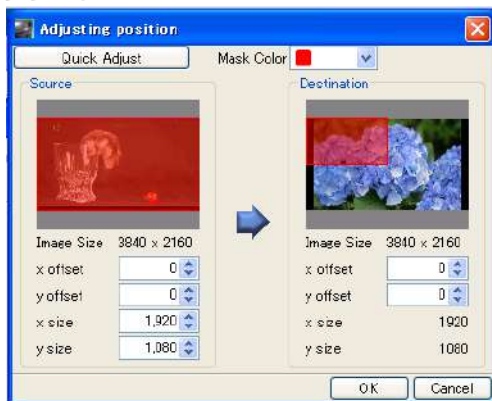 Adjusting position
Quick Adjust
Mask Color
Source
Image Size 3840 x 2160
x offset 0
y offset 0
x size 1,920
y size 1,080
Destination
Image Size 3840 x 2160
x offset 0
y offset 0
x size 1920
y size 1080
OK
Cancel